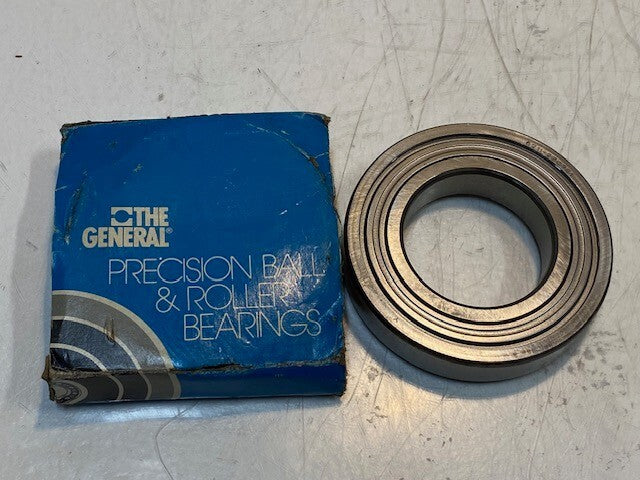 THE
GENERAL®
PRECISION BALL
& ROLLER
BEARINGS